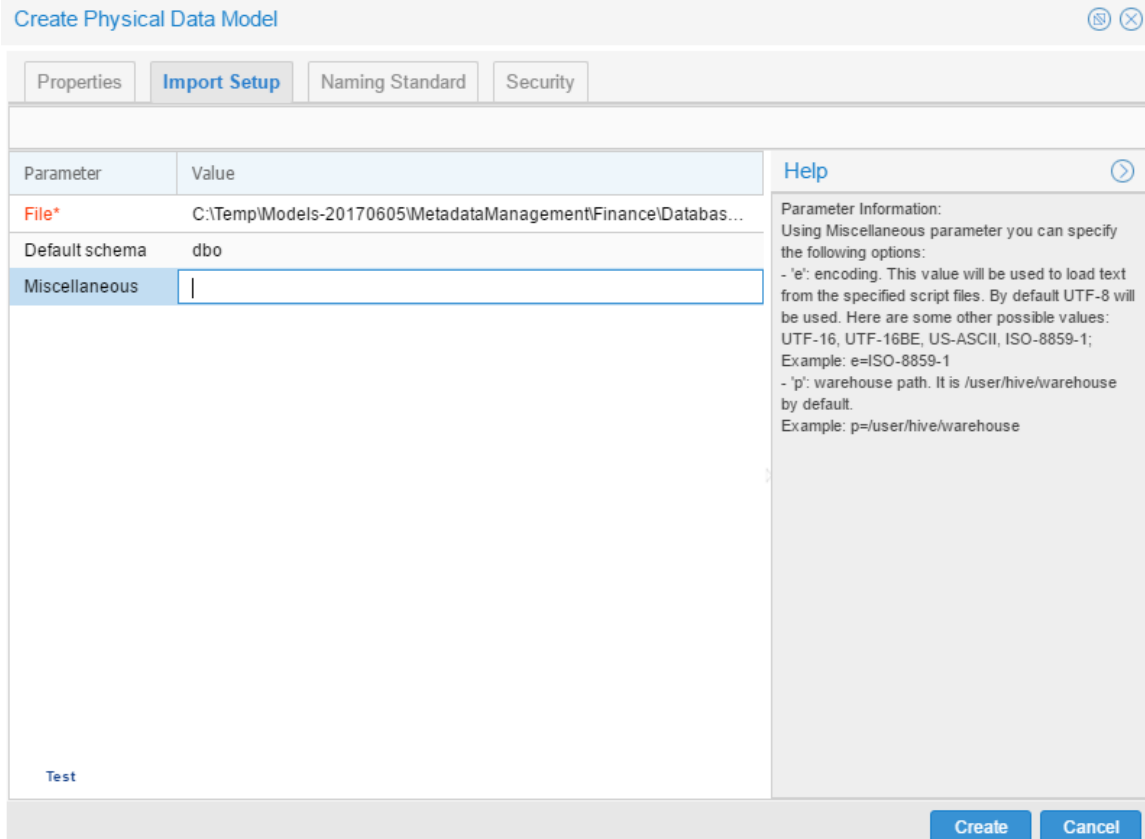 Create Physical Data Model
Properties Import Setup Naming Standard Security
Parameter Value
File* C:\Temp\Models-20170605\MetadataManagement\Finance\Databas...
Default schema dbo
Miscellaneous
Help
Parameter Information:
Using Miscellaneous parameter you can specify
the following options:
- 'e': encoding. This value will be used to load text
from the specified script files. By default UTF-8 will
be used. Here are some other possible values:
UTF-16, UTF-16BE, US-ASCII, ISO-8859-1;
Example: e=ISO-8859-1
- 'p': warehouse path. It is /user/hive/warehouse
by default.
Example: p=/user/hive/warehouse
Test
Create Cancel